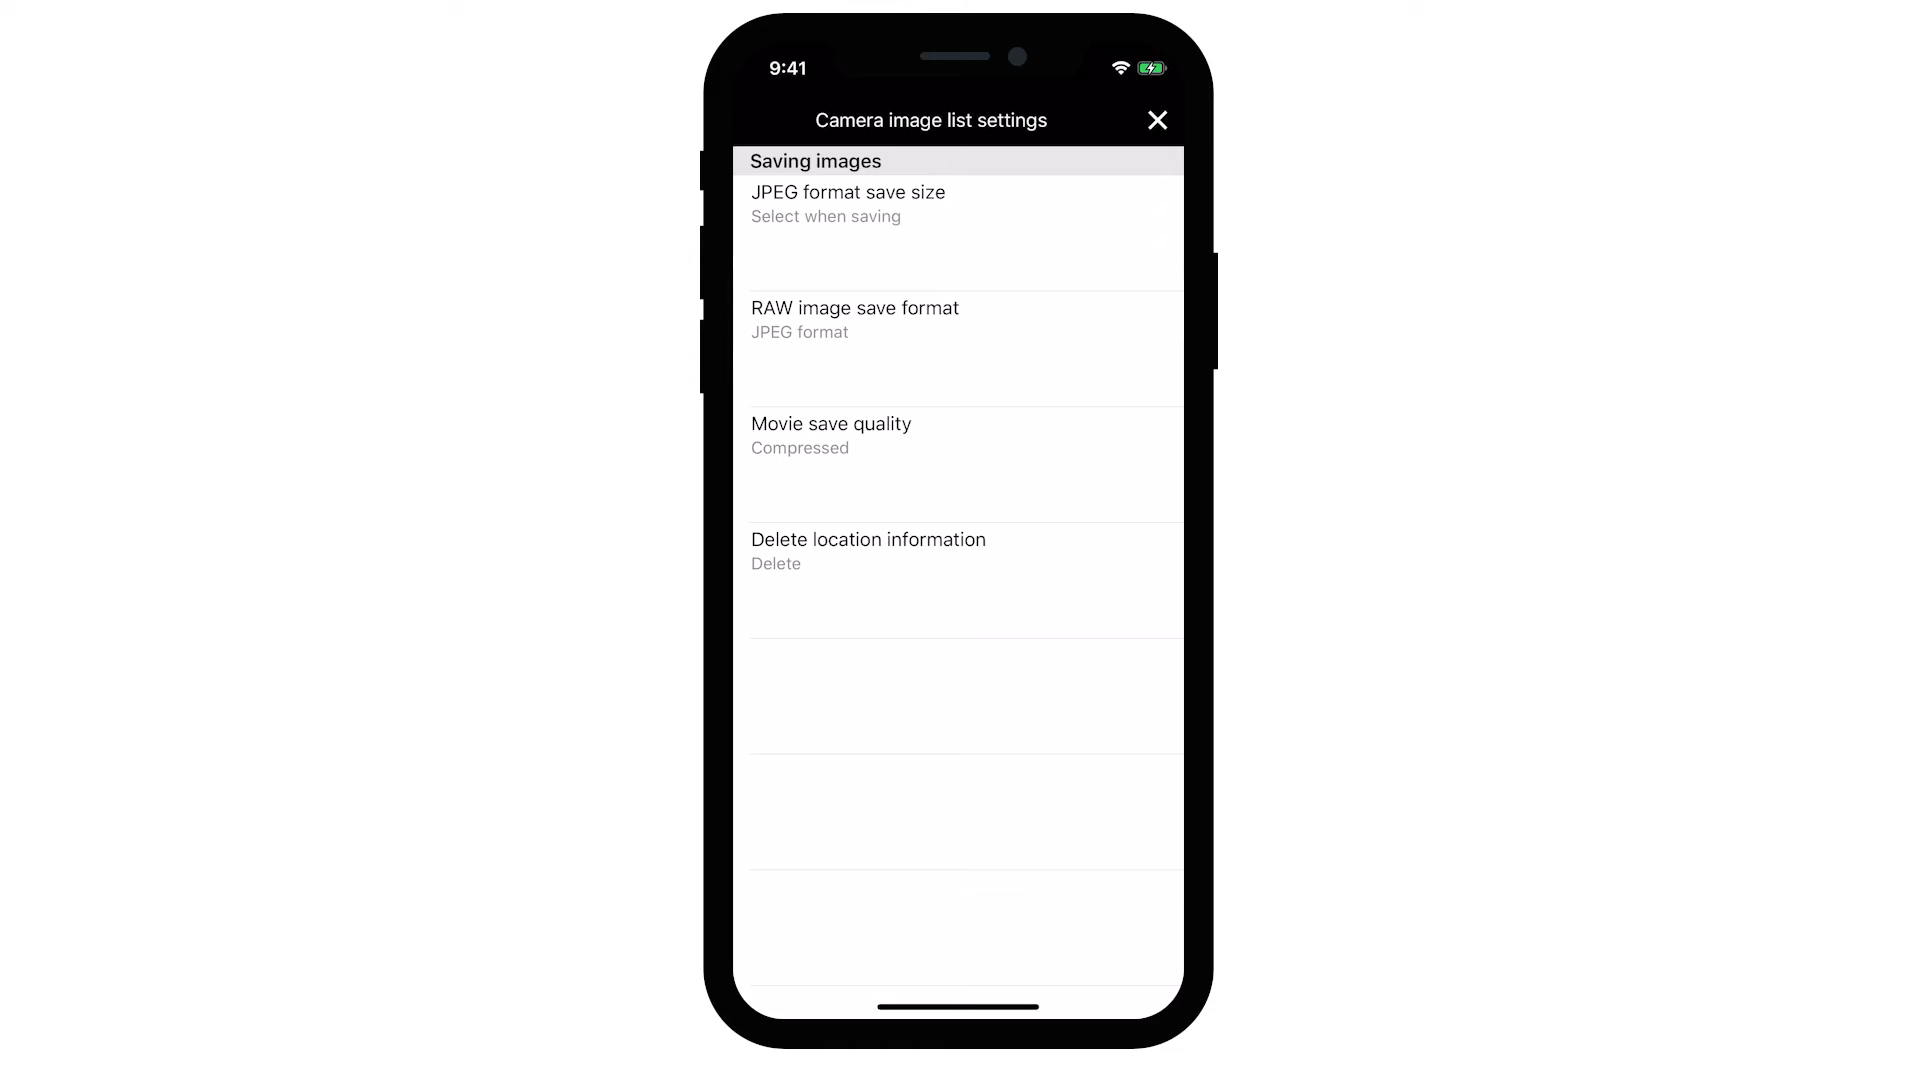 9:41
Camera image list settings
Saving images
JPEG format save size
Select when saving
RAW image save format
JPEG format
Movie save quality
Compressed
Delete location information
Delete